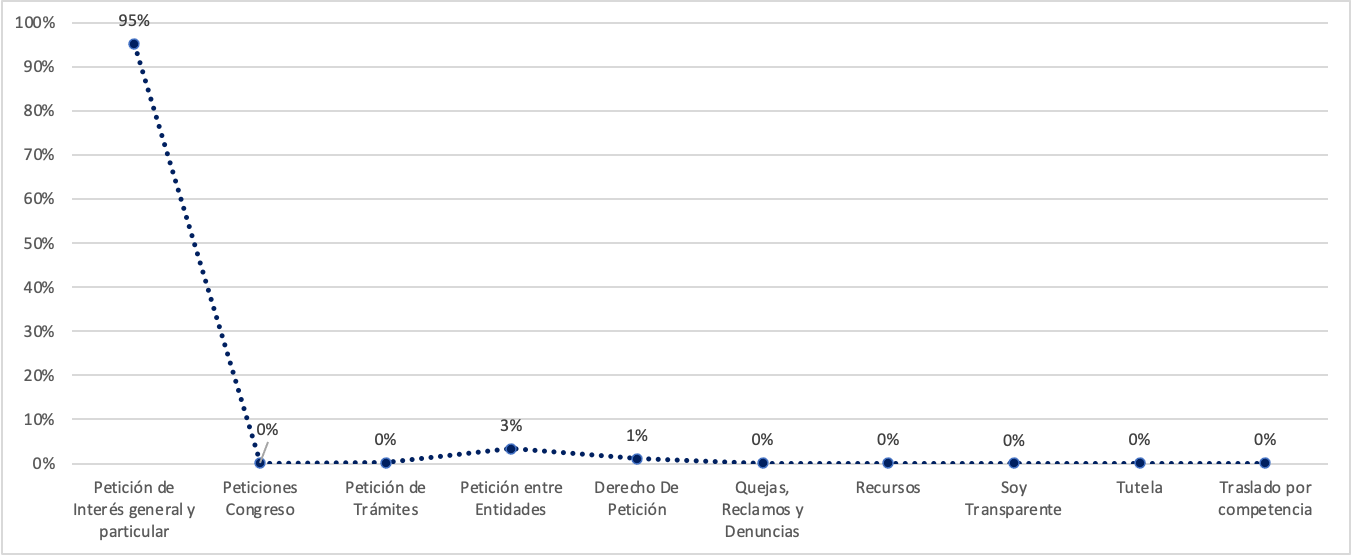 100%
95%
90%
80%
70%
60%
50%
40%
30%
20%
10%
0%
0%
0%
3%
1%
0%
0%
0%
0%
0%
Petición de
Interés general y
particular
Peticiones
Congreso
Petición de
Trámites
Petición entre
Entidades
Derecho De
Petición
Quejas,
Reclamos y
Denuncias
Recursos
Soy
Transparente
Tutela
Traslado por
competencia